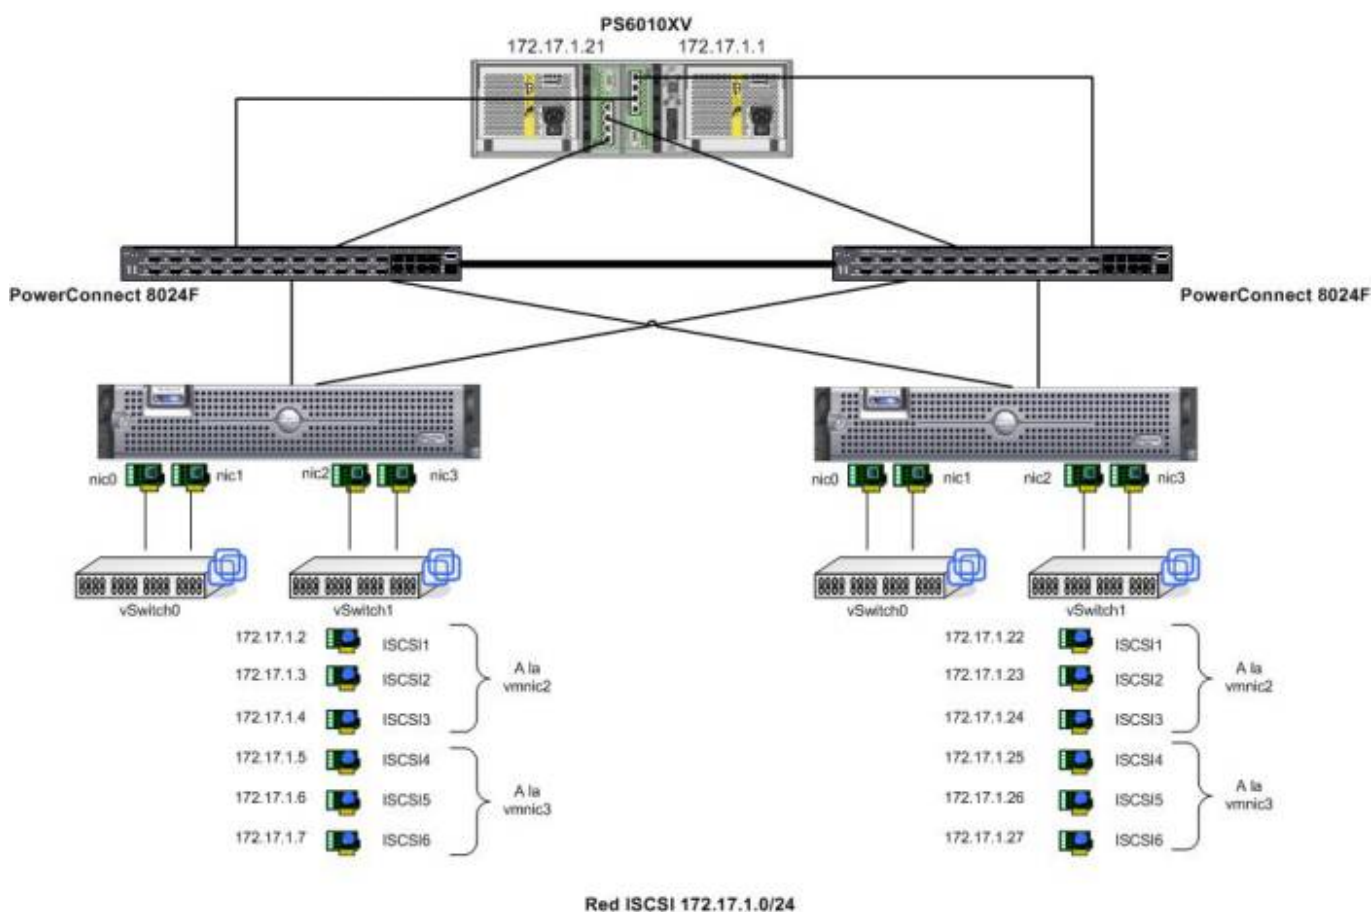 PS6010XV
172.17.1.21
172.17.1.1
PowerConnect 8024F
PowerConnect 8024F
nic0
nic1
nic2
nic3
nic0
nic1
nic2
nic3
vSwitch0
vSwitch1
vSwitch0
vSwitch1
172.17.1.2
ISCSI1
172.17.1.3
ISCSI2
172.17.1.4
ISCSI3
A la
vmnic2
172.17.1.5
ISCSI4
172.17.1.6
ISCSI5
172.17.1.7
ISCSI6
A la
vmnic3
172.17.1.22
ISCSI1
172.17.1.23
ISCSI2
172.17.1.24
ISCSI3
A la
vmnic2
172.17.1.25
ISCSI4
172.17.1.26
ISCSI5
172.17.1.27
ISCSI6
A la
vmnic3
Red ISCSI 172.17.1.0/24